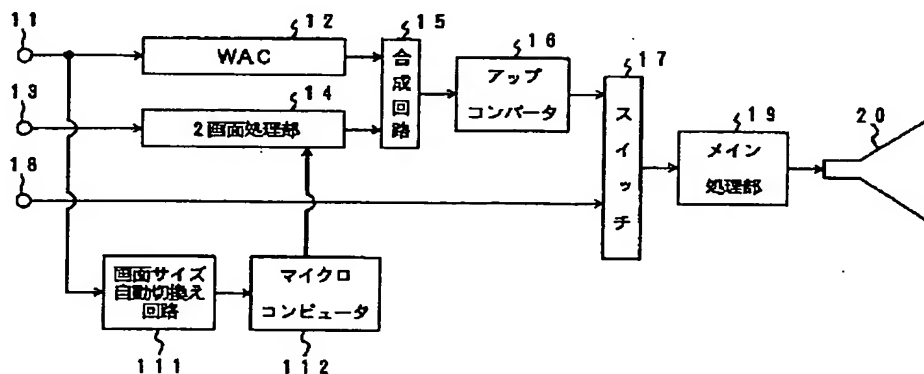 11
12
WAC
13
14
2画面処理部
15
合成回路
16
アップ
コンバータ
17
スイッチ
18
19
メイン
処理部
20
画面サイズ
自動切換え
回路
111
マイクロ
コンピュータ
112